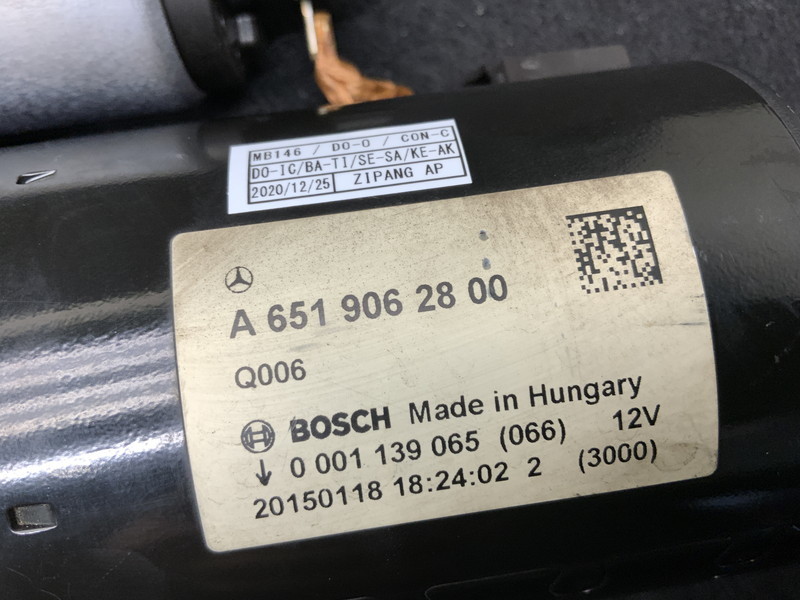 MB146 / DO-O / CON-C
DO-IC/BA-TI/SE-SA/KE-AK
2020/12/25 ZIPANG AP
A 651 906 28 00
Q006
BOSCH Made in Hungary
↓ 0 001 139 065 (066) 12V
20150118 18:24:02 2 (3000)